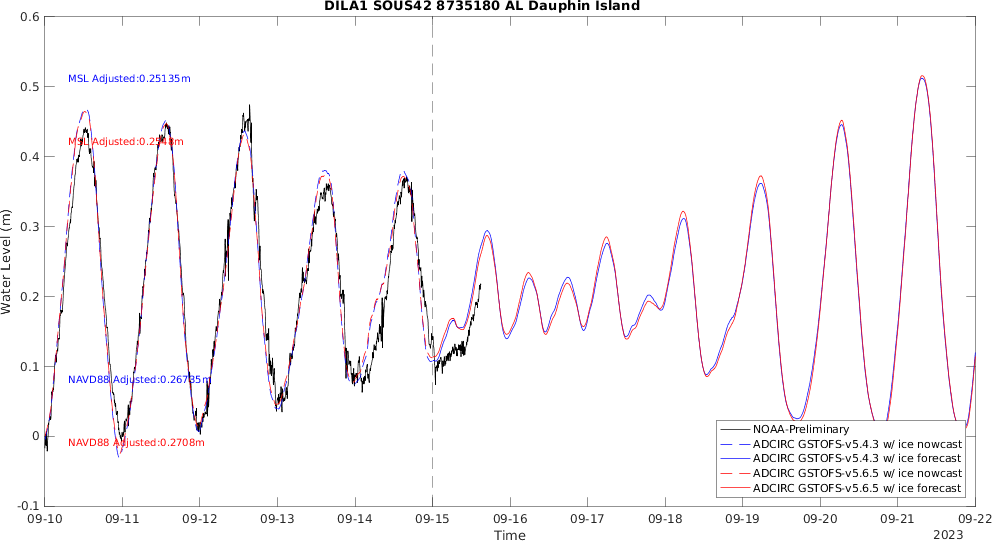 DILA1 SOUS42 8735180 AL Dauphin Island
0.6
0.5
0.4
0.3
0.2
0.1
0
-0.1
Water Level (m)
MSL Adjusted:0.25135m
MSL Adjusted:0.2548m
NAVD88 Adjusted:0.26735m
NAVD88 Adjusted:0.2708m
NOAA-Preliminary
ADCIRC GSTOFS-v5.4.3 w/ ice nowcast
ADCIRC GSTOFS-v5.4.3 w/ ice forecast
ADCIRC GSTOFS-v5.6.5 w/ ice nowcast
ADCIRC GSTOFS-v5.6.5 w/ ice forecast
09-10 09-11 09-12 09-13 09-14 09-15 09-16 09-17 09-18 09-19 09-20 09-21 09-22
Time
2023